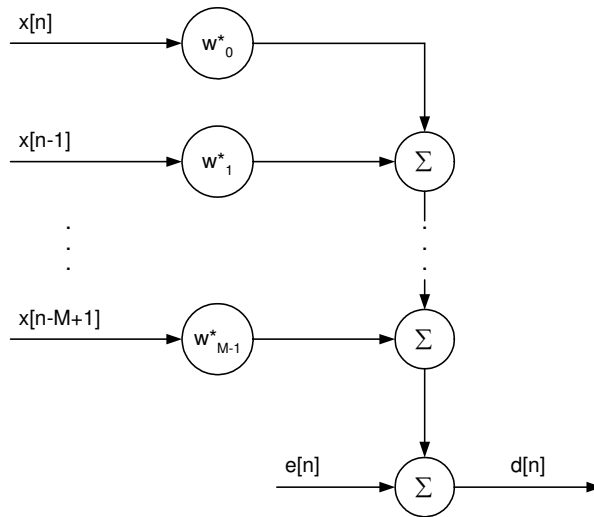 x[n]
w*0
x[n-1]
w*1
Σ
x[n-M+1]
w*M-1
Σ
e[n]
Σ
d[n]